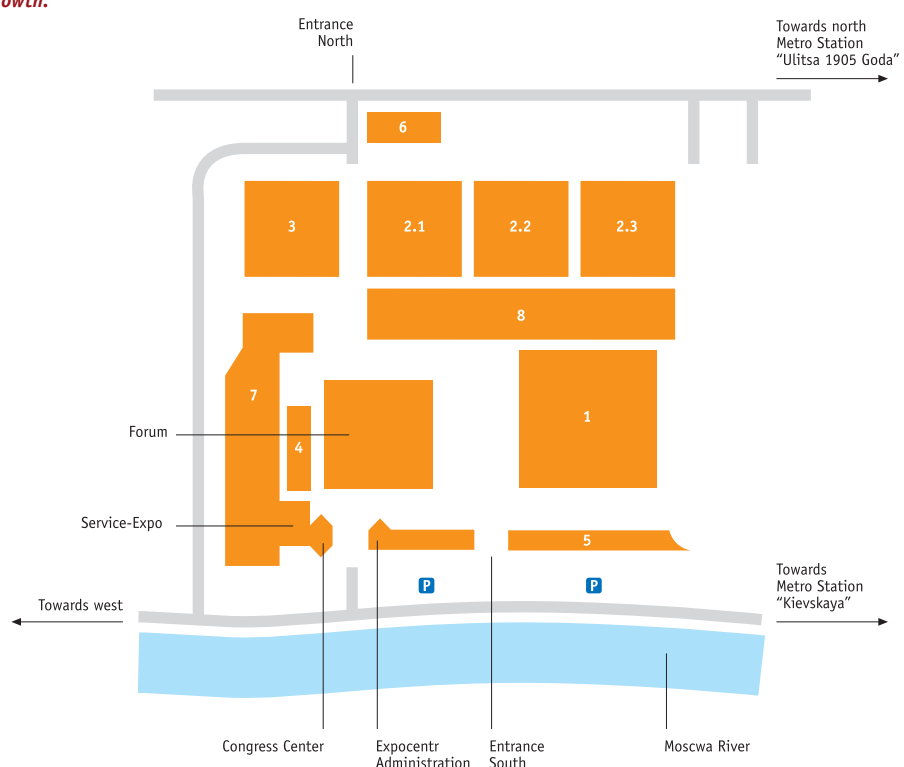 owth.
Entrance
North
Towards north
Metro Station
“Ulitsa 1905 Goda”
6
3
2.1
2.2
2.3
8
7
1
Forum
4
Service-Expo
5
P
P
Towards
Metro Station
“Kievskaya”
Towards west
Congress Center
Expocentr
Administration
Entrance
South
Moscwa River